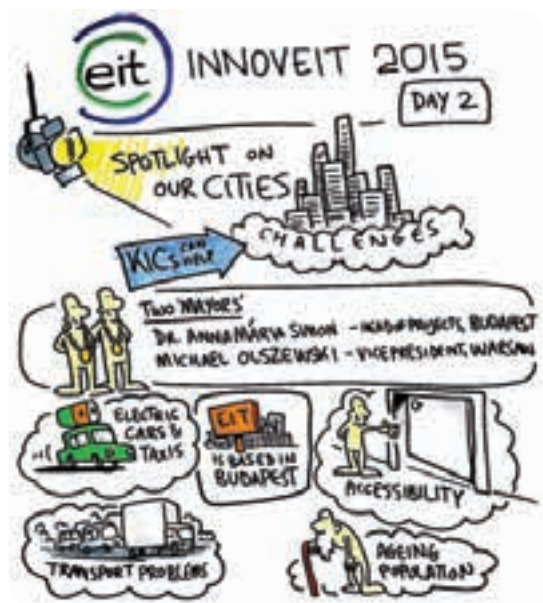 eit INNOVEIT 2015
DAY 2
SPOTLIGHT ON
OUR CITIES
CHALLENGES
KICs CAN
HELP
TWO 'MAYORS'
DR. ANNAMÁRIA SIMON - HEAD OF PROJECTS, BUDAPEST
MICHAEL OLSZEWSKI - VICE PRESIDENT, WARSAW
ELECTRIC
CARS &
TAXIS
EIT
IS BASED IN
BUDAPEST
ACCESSIBILITY
TRANSPORT PROBLEMS
AGEING
POPULATION